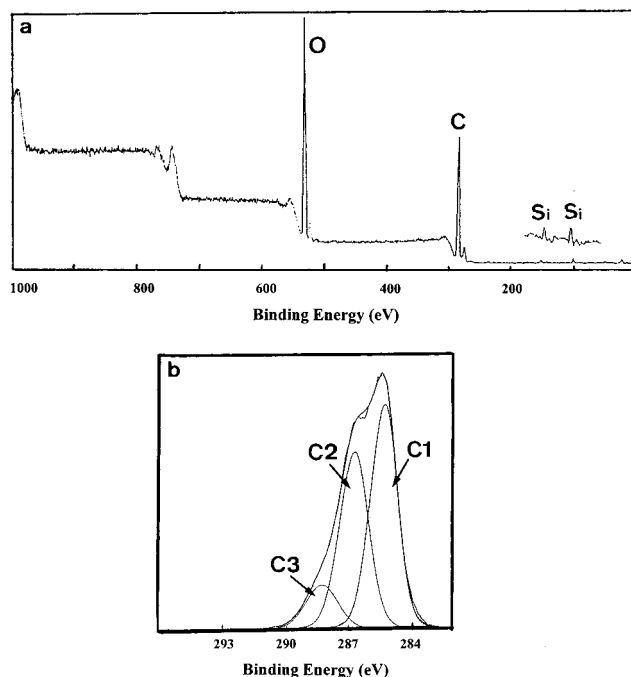 a
O
C
Si Si
1000 800 600 400 200
Binding Energy (eV)
b
C2
C1
C3
293 290 287 284
Binding Energy (eV)